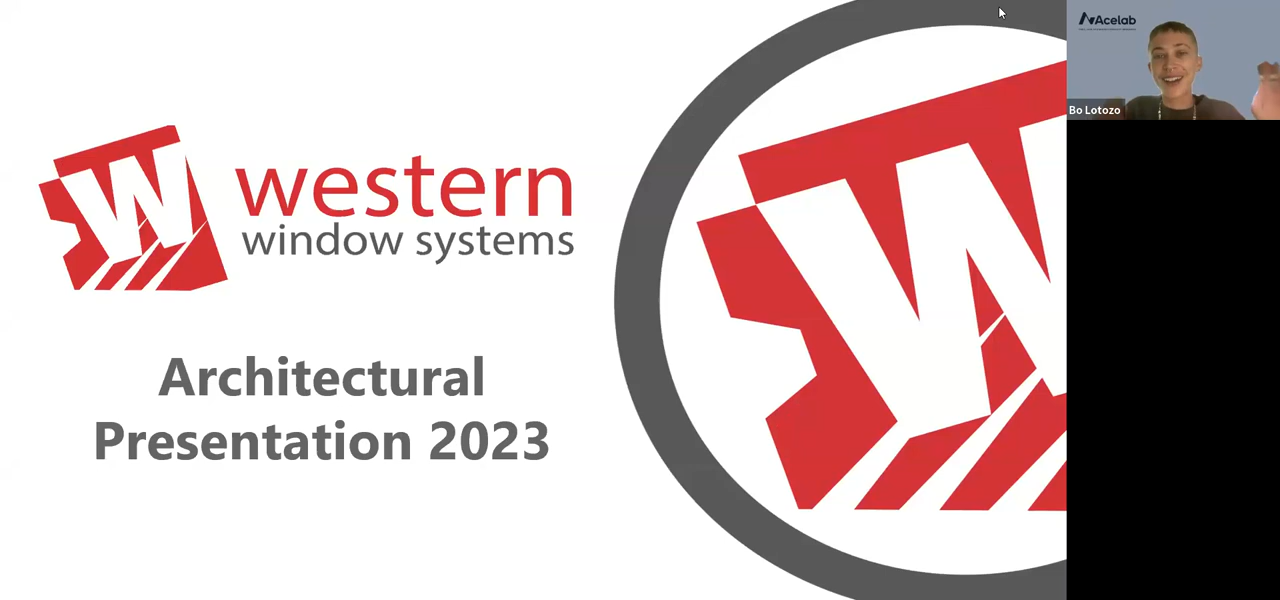 western
window systems
Architectural
Presentation 2023
Acelab
Bo Lotozo